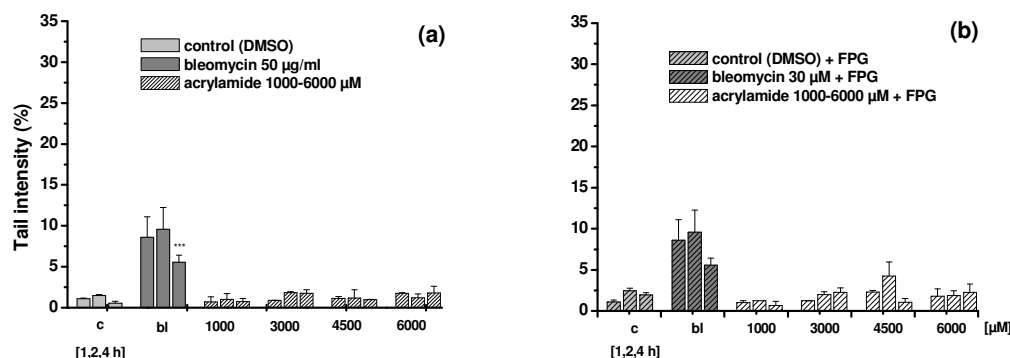 35
30
25
20
15
10
5
0
Tail intensity (%)
(a)
control (DMSO)
bleomycin 50 µg/ml
acrylamide 1000-6000 µM
***
c bl 1000 3000 4500 6000
[1,2,4 h]
35
30
25
20
15
10
5
0
(b)
control (DMSO) + FPG
bleomycin 30 µM + FPG
acrylamide 1000-6000 µM + FPG
c bl 1000 3000 4500 6000 [µM]
[1,2,4 h]